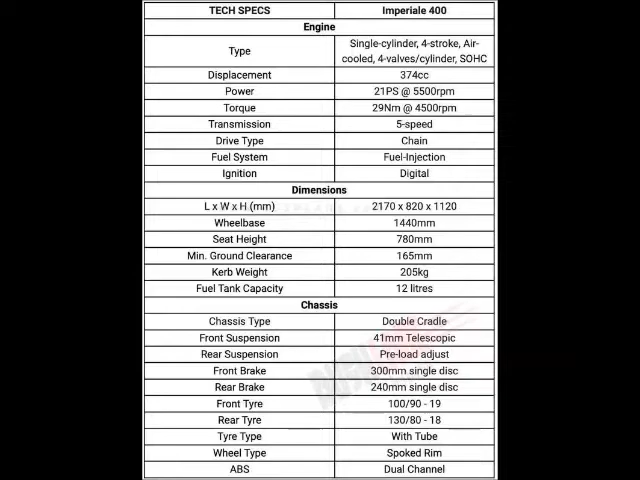 TECH SPECS Imperiale 400
Engine
Type Single-cylinder, 4-stroke, Air-
cooled, 4-valves/cylinder, SOHC
Displacement 374cc
Power 21PS @ 5500rpm
Torque 29Nm @ 4500rpm
Transmission 5-speed
Drive Type Chain
Fuel System Fuel-Injection
Ignition Digital
Dimensions
L x W x H (mm) 2170 x 820 x 1120
Wheelbase 1440mm
Seat Height 780mm
Min. Ground Clearance 165mm
Kerb Weight 205kg
Fuel Tank Capacity 12 litres
Chassis
Chassis Type Double Cradle
Front Suspension 41mm Telescopic
Rear Suspension Pre-load adjust
Front Brake 300mm single disc
Rear Brake 240mm single disc
Front Tyre 100/90 - 19
Rear Tyre 130/80 - 18
Tyre Type With Tube
Wheel Type Spoked Rim
ABS Dual Channel